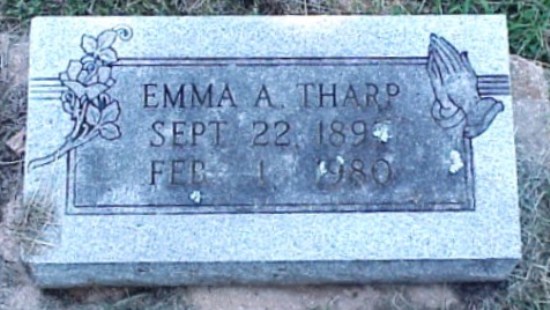 EMMA A. THARP
SEPT. 22,
FEB. 1, 1980